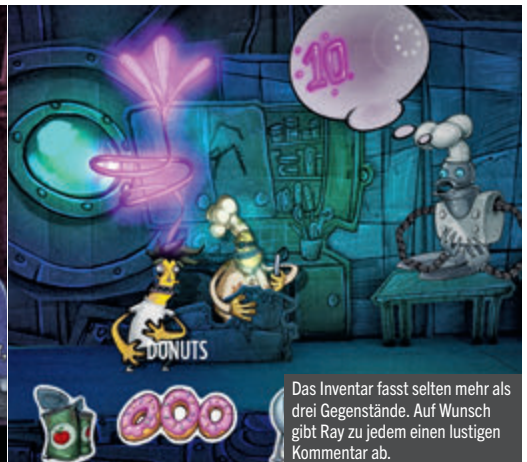 10
DONUTS
Das Inventar fasst selten mehr als
drei Gegenstände. Auf Wunsch
gibt Ray zu jedem einen lustigen
Kommentar ab.